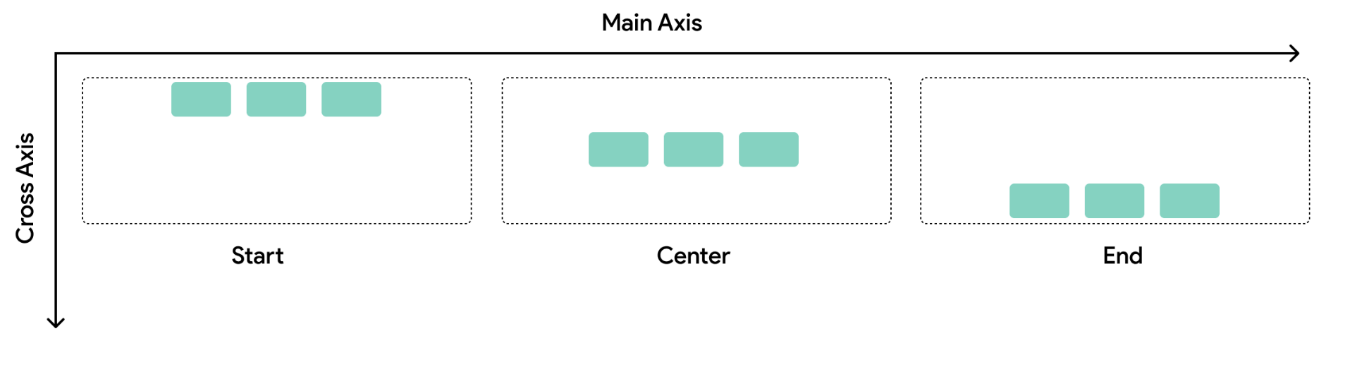 Main Axis
Cross Axis
Start
Center
End